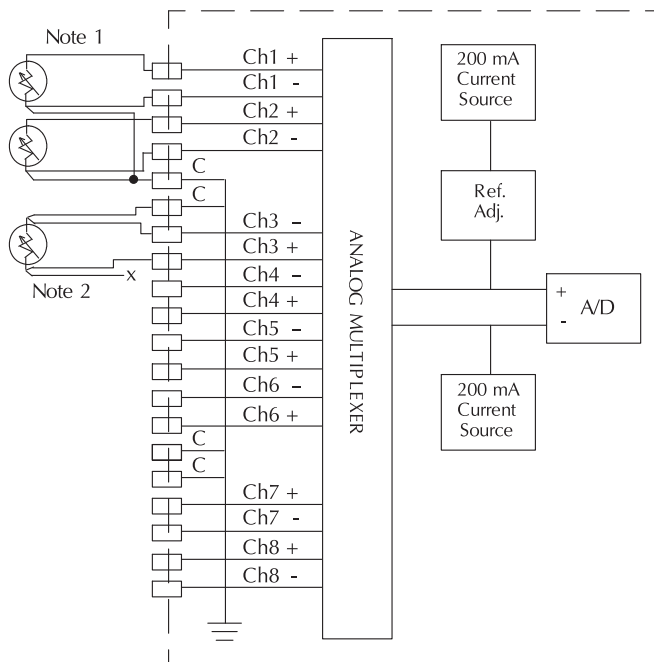 Note 1
Ch1 +
Ch1 -
Ch2 +
Ch2 -
C
C
Ch3 -
Ch3 +
Note 2
x
Ch4 -
Ch4 +
Ch5 -
Ch5 +
Ch6 -
Ch6 +
C
C
Ch7 +
Ch7 -
Ch8 +
Ch8 -
ANALOG MULTIPLEXER
200 mA
Current
Source
Ref.
Adj.
+
-
A/D
200 mA
Current
Source